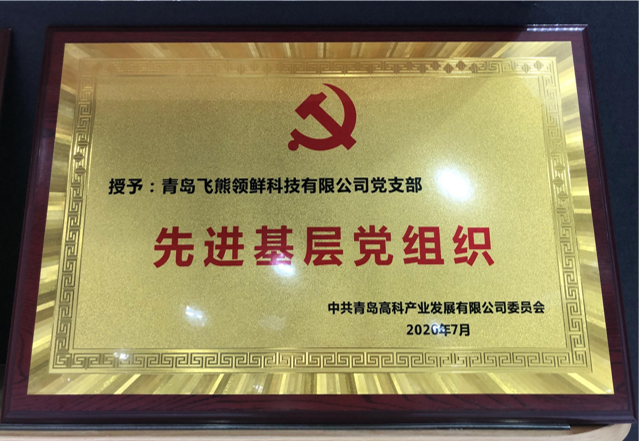 授予：青岛飞熊领鲜科技有限公司党支部
先进基层党组织
中共青岛高科产业发展有限公司委员会
2020年7月